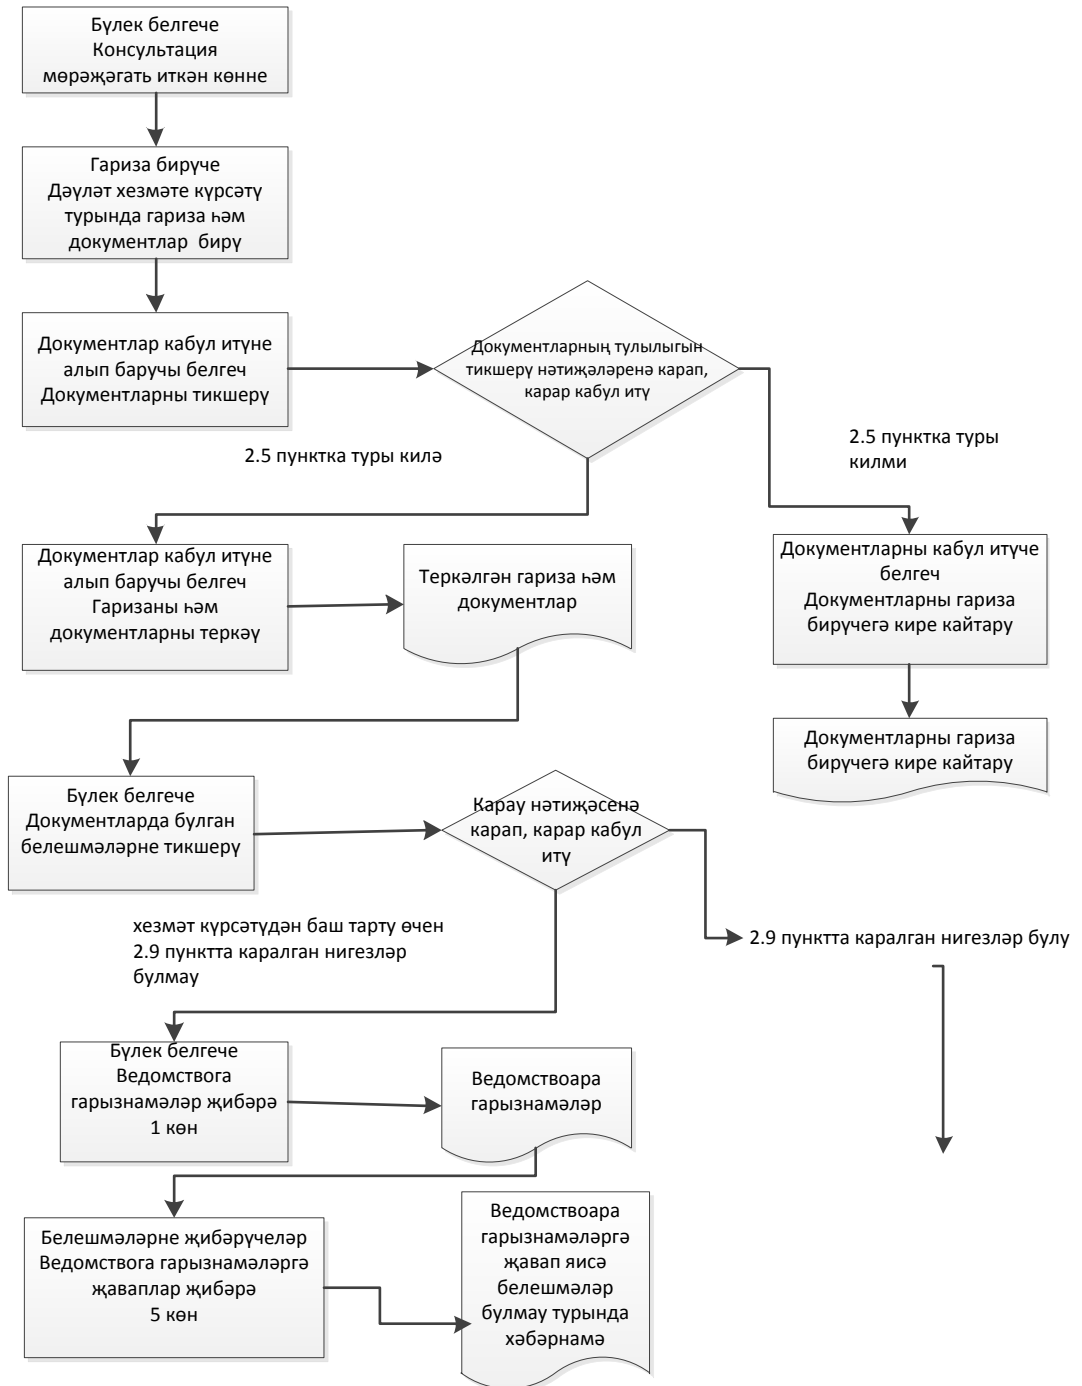 Бүлек белгече
Консультация
мөрәҗәгать иткән көнне
Гариза бирүче
Дәүләт хезмәте күрсәтү
турында гариза һәм
документлар бирү
Документлар кабул итүне
алып баручы белгеч
Документларны тикшерү
Документларның тулылыгын
тикшерү нәтиҗәләренә карап,
карар кабул итү
2.5 пунктка туры килә
2.5 пунктка туры
килми
Документлар кабул итүне
алып баручы белгеч
Гаризаны һәм
документларны теркәү
Теркәлгән гариза һәм
документлар
Документларны кабул итүче
белгеч
Документларны гариза
бирүчегә кире кайтару
Документларны гариза
бирүчегә кире кайтару
Бүлек белгече
Документларда булган
белешмәләрне тикшерү
Карау нәтиҗәсенә
карап, карар кабул
итү
хезмәт күрсәтүдән баш тарту өчен
2.9 пунктта каралган нигезләр
булмау
2.9 пунктта каралган нигезләр булу
Бүлек белгече
Ведомствога
гарызнамәләр җибәрә
1 көн
Ведомствоара
гарызнамәләр
Белешмәләрне җибәрүчеләр
Ведомствога гарызнамәләргә
җаваплар җибәрә
5 көн
Ведомствоара
гарызнамәләргә
җавап яисә
белешмәләр
булмау турында
хәбәрнамә